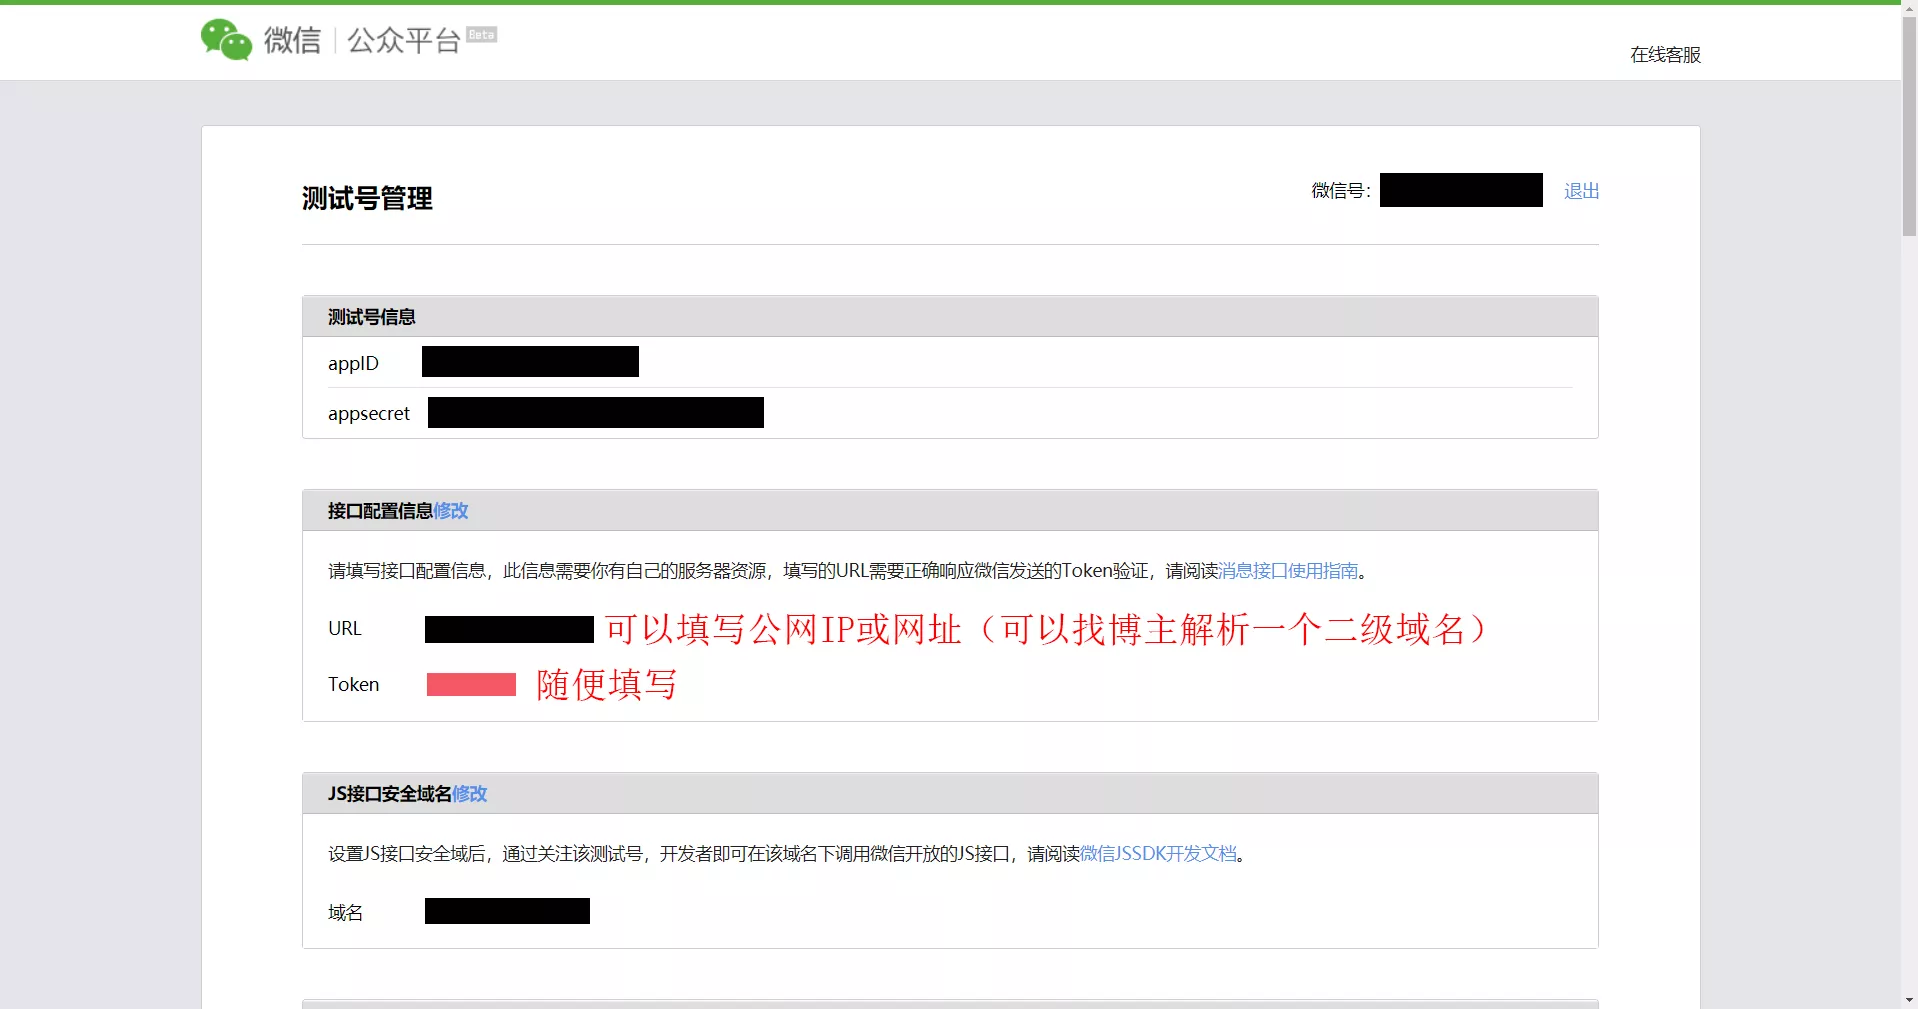 微信 | 公众平台 Beta
在线客服
测试号管理
微信号： 退出
测试号信息
appID
appsecret
接口配置信息修改
请填写接口配置信息，此信息需要你有自己的服务器资源，填写的URL需要正确响应微信发送的Token验证，请阅读消息接口使用指南。
URL 可以填写公网IP或网址（可以找博主解析一个二级域名）
Token 随便填写
JS接口安全域名修改
设置JS接口安全域后，通过关注该测试号，开发者即可在该域名下调用微信开放的JS接口，请阅读微信JSSDK开发文档。
域名